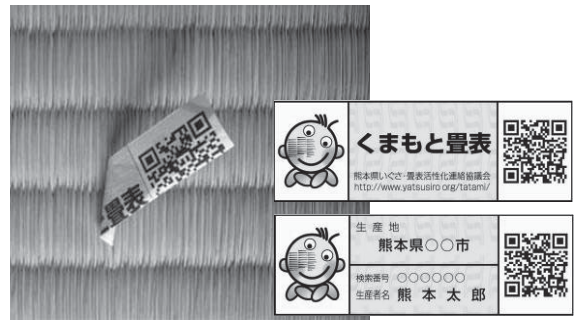 畳表
くまもと畳表
熊本県いぐさ・畳表活性化連絡協議会
http://www.yatsusiro.org/tatami/
生産地
熊本県○○市
検索番号 ○○○○○○
生産者名 熊本太郎